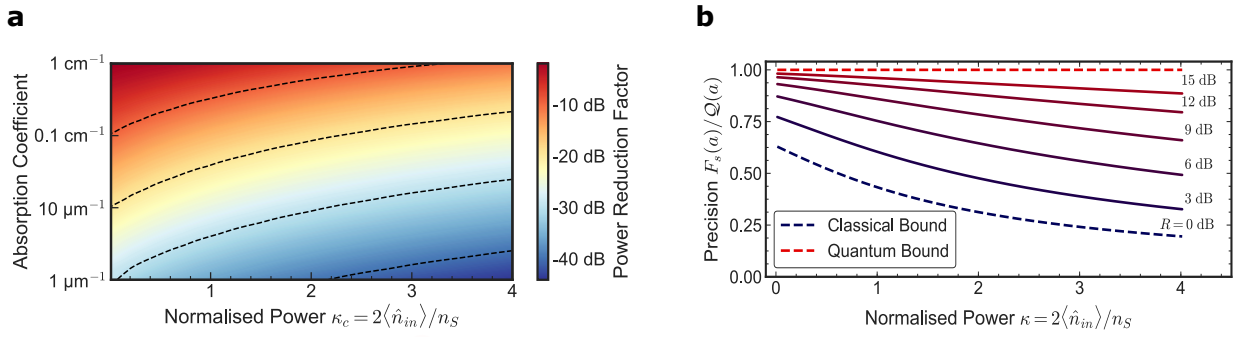 a
Absorption Coefficient
1 cm⁻¹
0.1 cm⁻¹
10 µm⁻¹
1 µm⁻¹
1
2
3
4
Normalised Power κ_c = 2⟨n̂_in⟩/n_S
-10 dB
-20 dB
-30 dB
-40 dB
Power Reduction Factor
b
Precision F_s(a)/Q(a)
1.00
0.75
0.50
0.25
0.00
15 dB
12 dB
9 dB
6 dB
3 dB
R = 0 dB
Classical Bound
Quantum Bound
0
1
2
3
4
Normalised Power κ = 2⟨n̂_in⟩/n_S